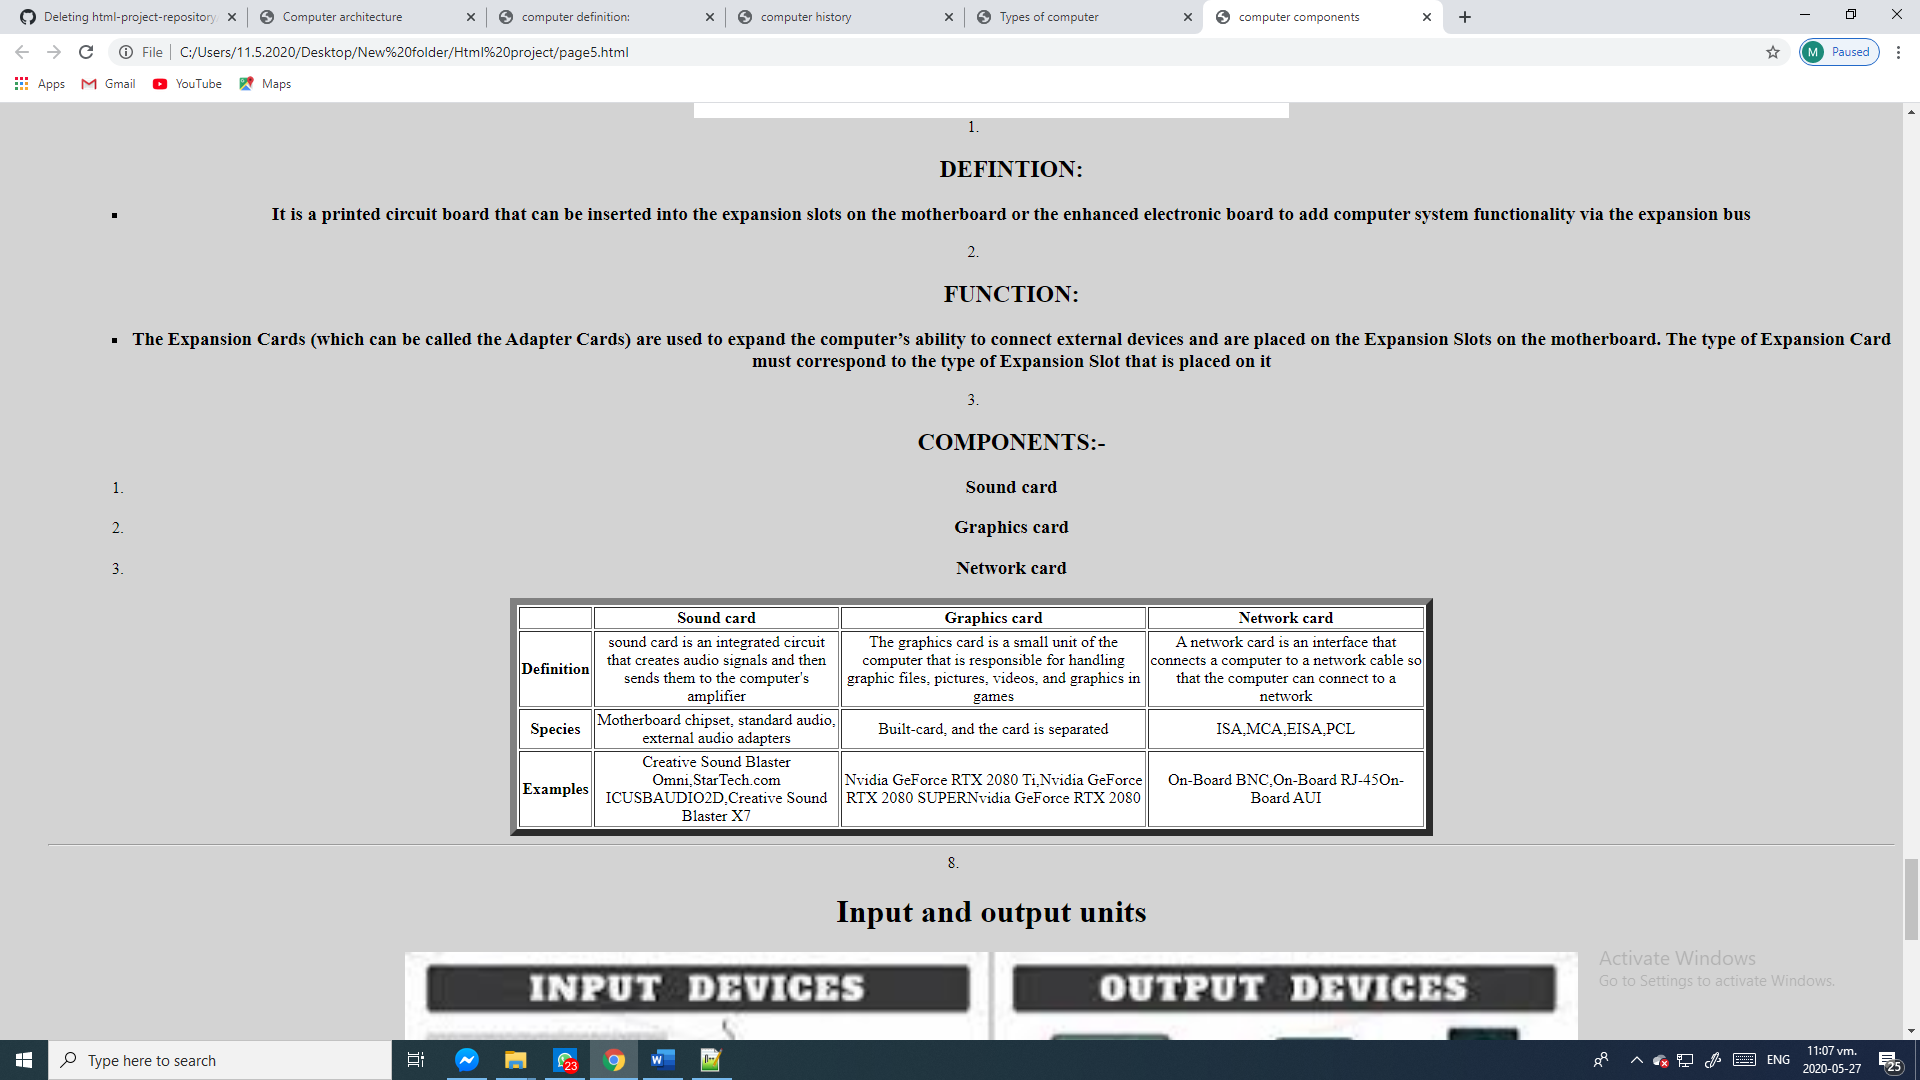 Deleting html-project-repository
Computer architecture
computer definition:
computer history
Types of computer
computer components
File
C:/Users/11.5.2020/Desktop/New%20folder/Html%20project/page5.html
M
Paused
Apps
Gmail
YouTube
Maps
1.
DEFINTION:
▪ It is a printed circuit board that can be inserted into the expansion slots on the motherboard or the enhanced electronic board to add computer system functionality via the expansion bus
2.
FUNCTION:
▪ The Expansion Cards (which can be called the Adapter Cards) are used to expand the computer’s ability to connect external devices and are placed on the Expansion Slots on the motherboard. The type of Expansion Card
must correspond to the type of Expansion Slot that is placed on it
3.
COMPONENTS:-
1. Sound card
2. Graphics card
3. Network card
Sound card
Graphics card
Network card
Definition
sound card is an integrated circuit
that creates audio signals and then
sends them to the computer's
amplifier
The graphics card is a small unit of the
computer that is responsible for handling
graphic files, pictures, videos, and graphics in
games
A network card is an interface that
connects a computer to a network cable so
that the computer can connect to a
network
Species
Motherboard chipset, standard audio,
external audio adapters
Built-card, and the card is separated
ISA,MCA,EISA,PCL
Examples
Creative Sound Blaster
Omni,StarTech.com
ICUSBAUDIO2D,Creative Sound
Blaster X7
Nvidia GeForce RTX 2080 Ti,Nvidia GeForce
RTX 2080 SUPERNvidia GeForce RTX 2080
On-Board BNC,On-Board RJ-45On-
Board AUI
8.
Input and output units
INPUT DEVICES
OUTPUT DEVICES
Activate Windows
Go to Settings to activate Windows.
Type here to search
23
ENG
11:07 vm.
2020-05-27
25